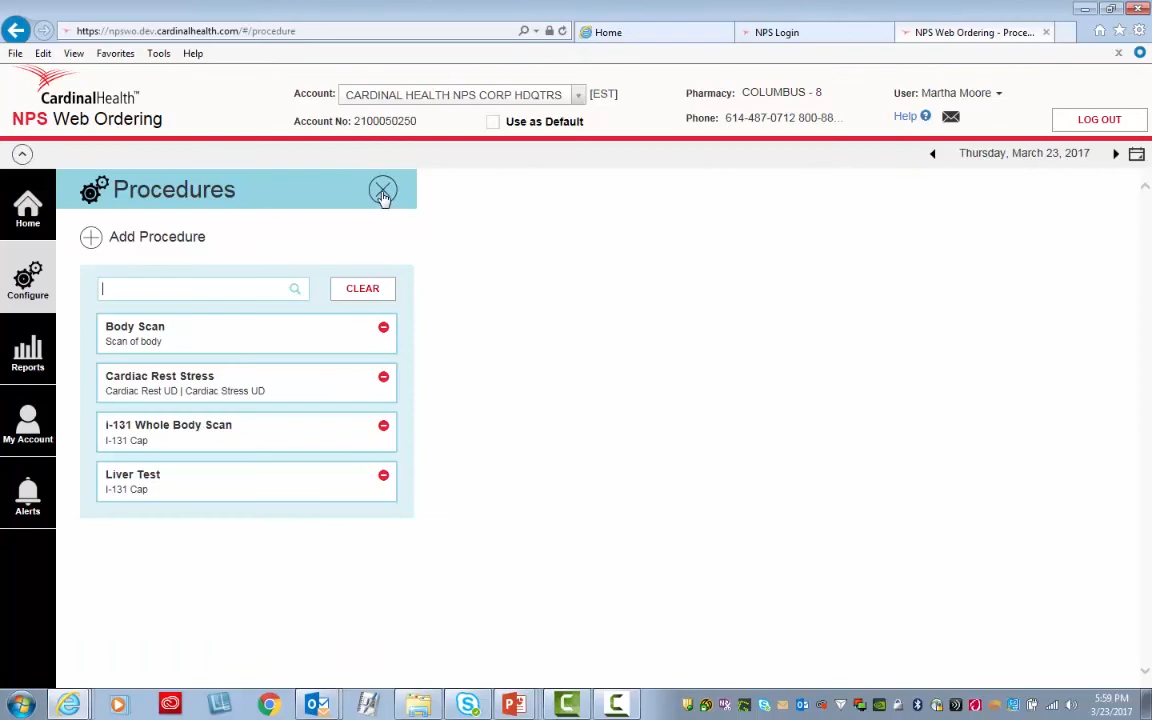 https://npswo.dev.cardinalhealth.com/#/procedure
Home
NPS Login
NPS Web Ordering - Proce...
File Edit View Favorites Tools Help
CardinalHealth™
NPS Web Ordering
Account: CARDINAL HEALTH NPS CORP HDQTRS [EST]
Account No: 2100050250
Use as Default
Pharmacy: COLUMBUS - 8
Phone: 614-487-0712 800-88...
User: Martha Moore
Help
LOG OUT
Thursday, March 23, 2017
Home
Configure
Reports
My Account
Alerts
Procedures
Add Procedure
CLEAR
Body Scan
Scan of body
Cardiac Rest Stress
Cardiac Rest UD | Cardiac Stress UD
i-131 Whole Body Scan
I-131 Cap
Liver Test
I-131 Cap
5:59 PM
3/23/2017